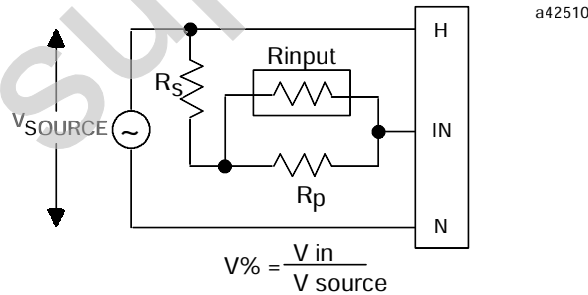 a42510
H
Rinput
RS
VSOURCE
~
IN
Rp
N
V% = V in
V source